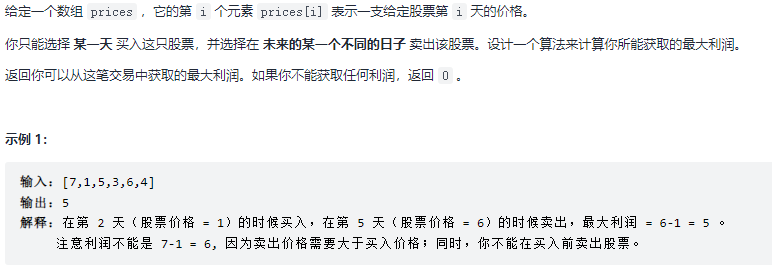 给定一个数组 prices ，它的第 i 个元素 prices[i] 表示一支给定股票第 i 天的价格。
你只能选择 某一天 买入这只股票，并选择在 未来的某一个不同的日子 卖出该股票。设计一个算法来计算你所能获取的最大利润。
返回你可以从这笔交易中获取的最大利润。如果你不能获取任何利润，返回 0 。
示例 1：
输入：[7,1,5,3,6,4]
输出：5
解释：在第 2 天（股票价格 = 1）的时候买入，在第 5 天（股票价格 = 6）的时候卖出，最大利润 = 6-1 = 5 。
注意利润不能是 7-1 = 6, 因为卖出价格需要大于买入价格；同时，你不能在买入前卖出股票。